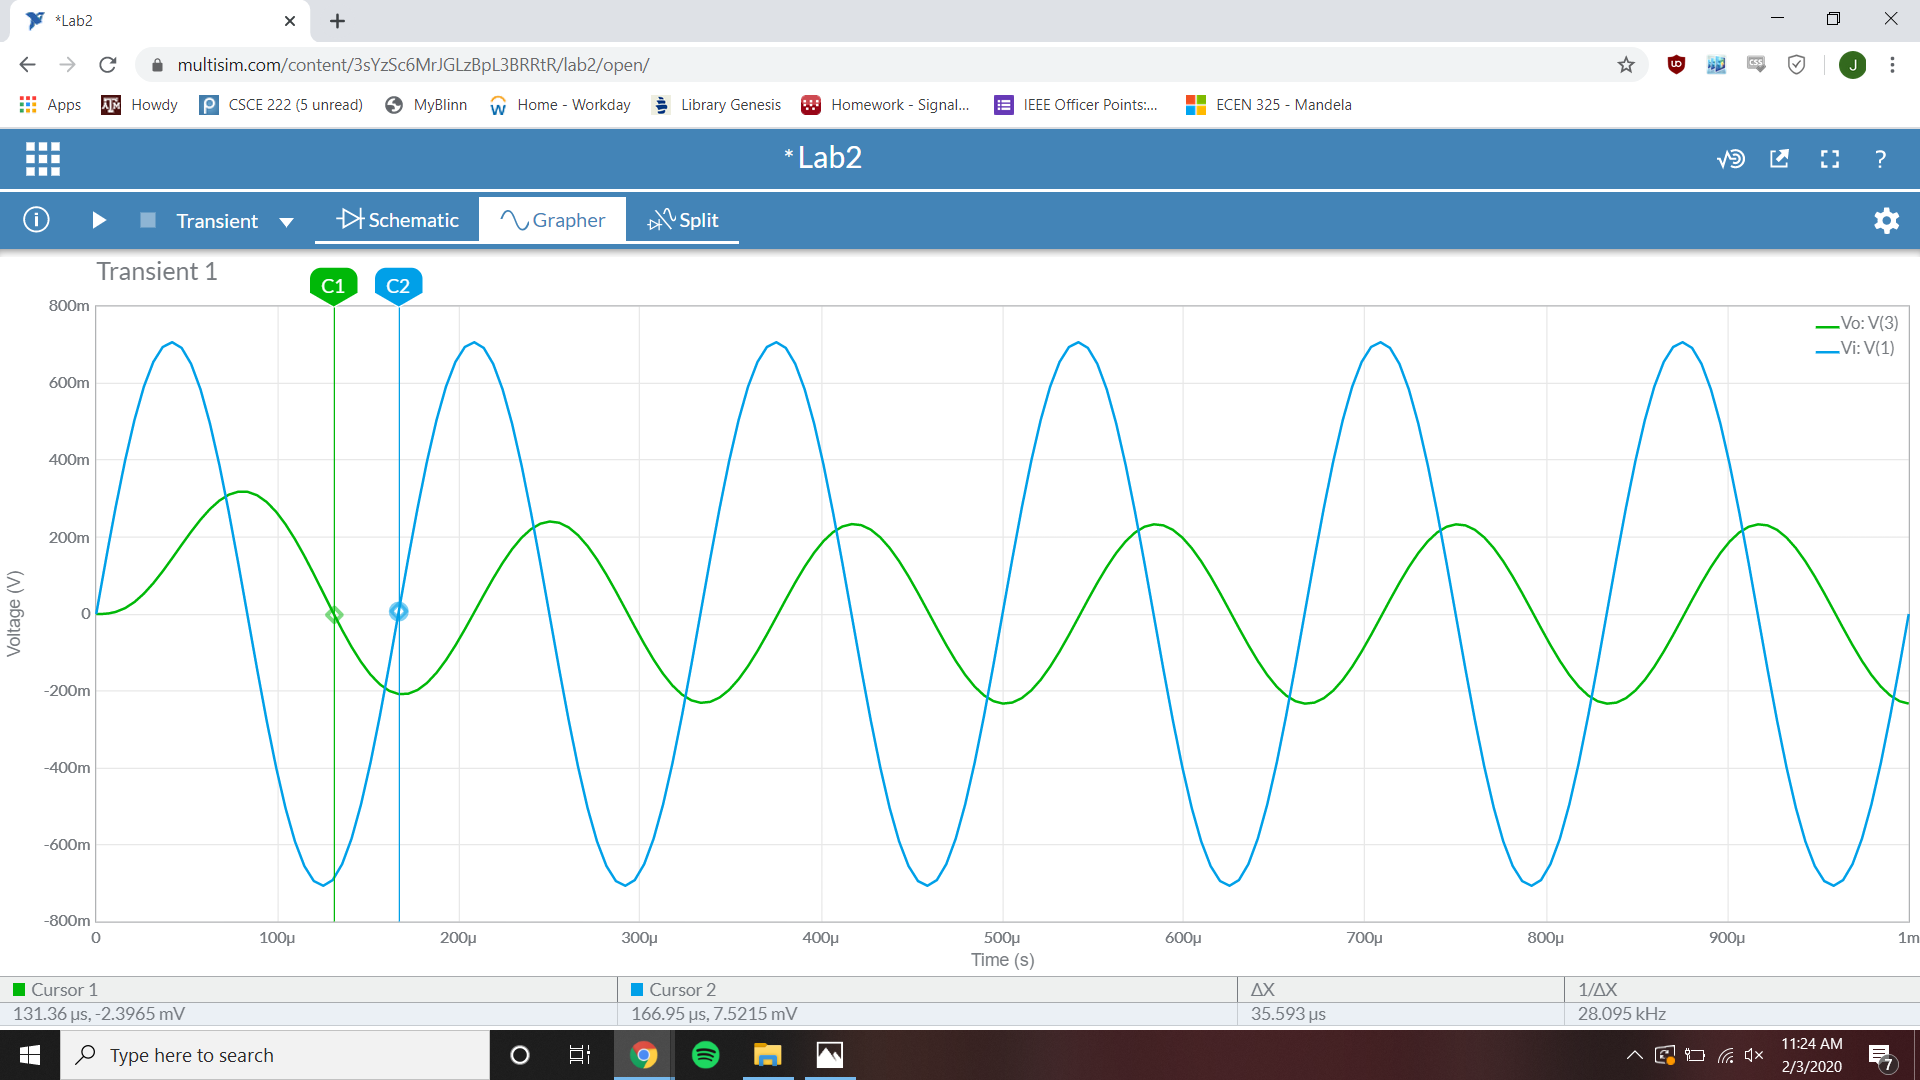 *Lab2
multisim.com/content/3sYzSc6MrJGLzBpL3BRRtR/lab2/open/
UD CSS J
Apps Howdy CSCE 222 (5 unread) MyBlinn Home - Workday Library Genesis Homework - Signal... IEEE Officer Points:... ECEN 325 - Mandela
*Lab2 ?
Transient Schematic Grapher Split
Transient 1
C1 C2
800m
600m
400m
200m
0
-200m
-400m
-600m
-800m
Voltage (V)
Vo: V(3)
Vi: V(1)
0 100μ 200μ 300μ 400μ 500μ 600μ 700μ 800μ 900μ 1m
Time (s)
Cursor 1 Cursor 2 ΔX 1/ΔX
131.36 μs, -2.3965 mV 166.95 μs, 7.5215 mV 35.593 μs 28.095 kHz
Type here to search
11:24 AM
2/3/2020
7